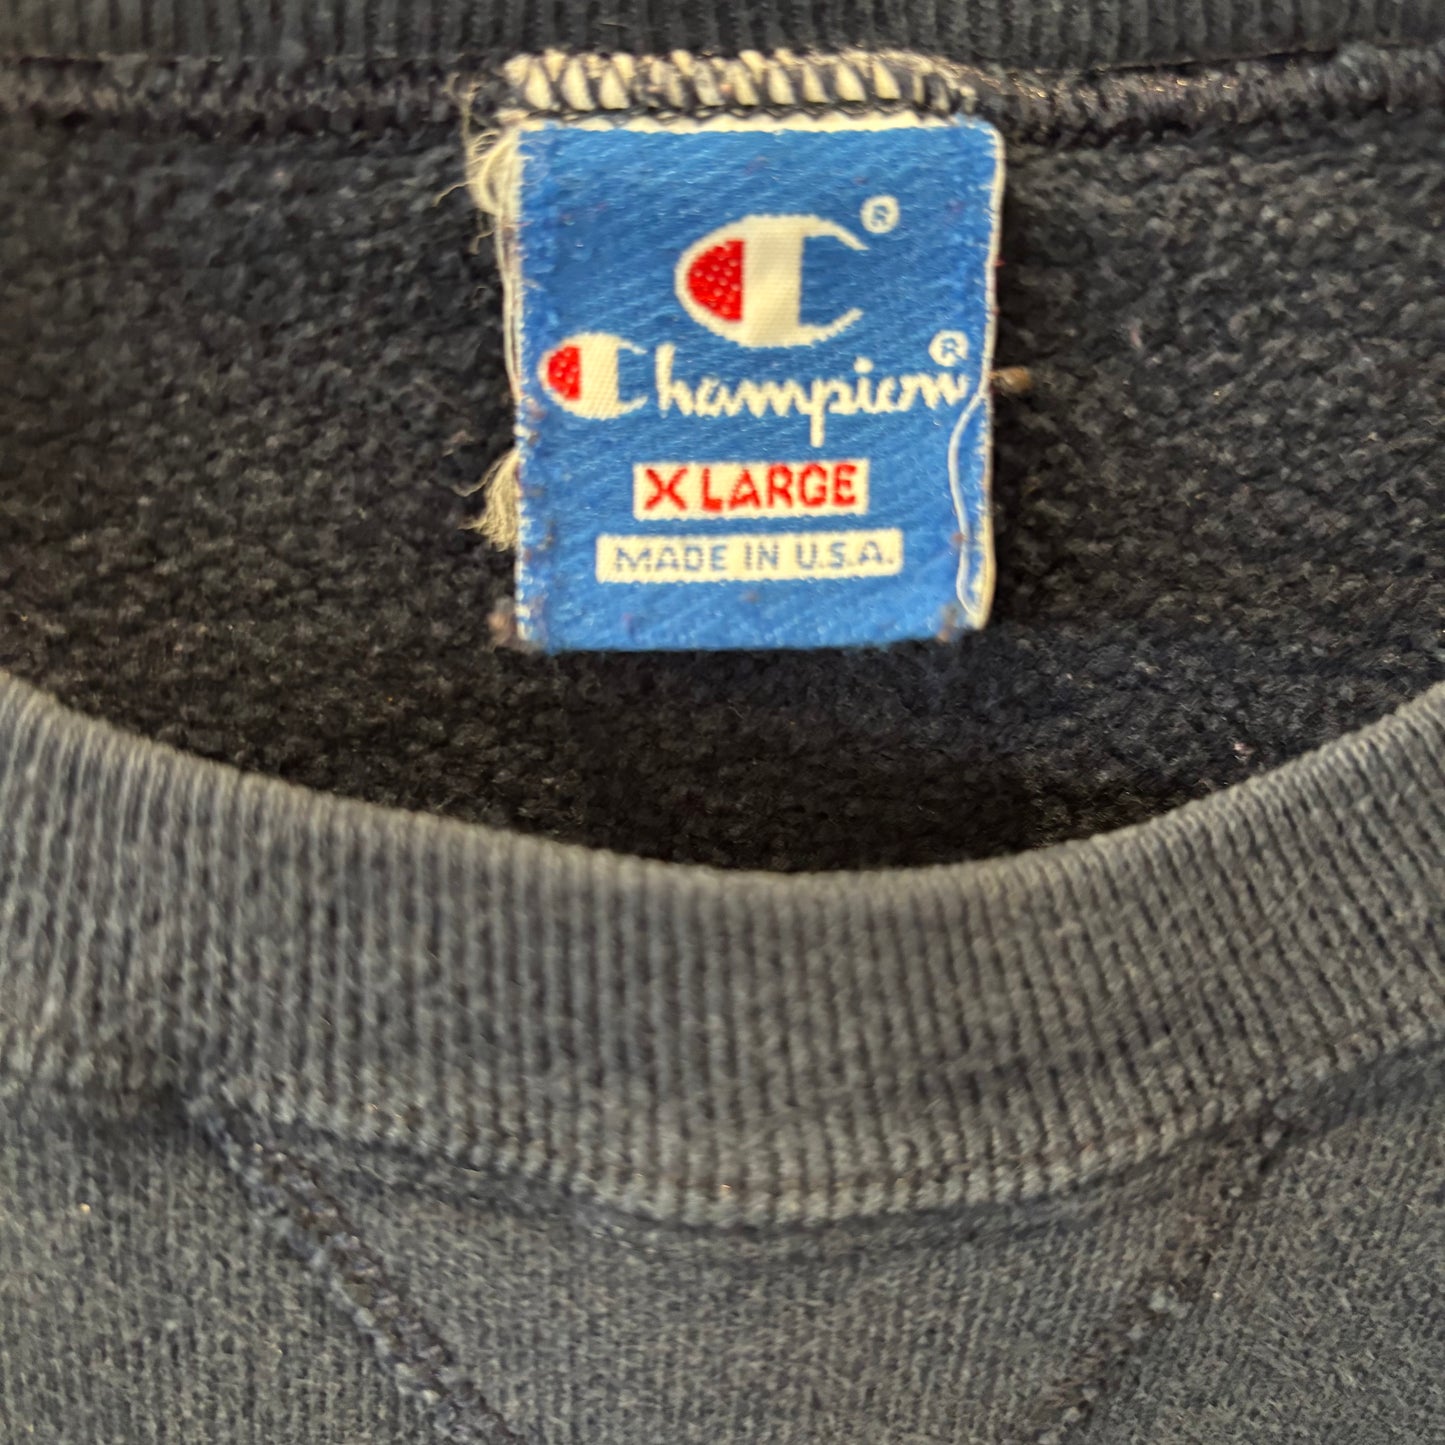 C®
Champion®
X LARGE
MADE IN U.S.A.